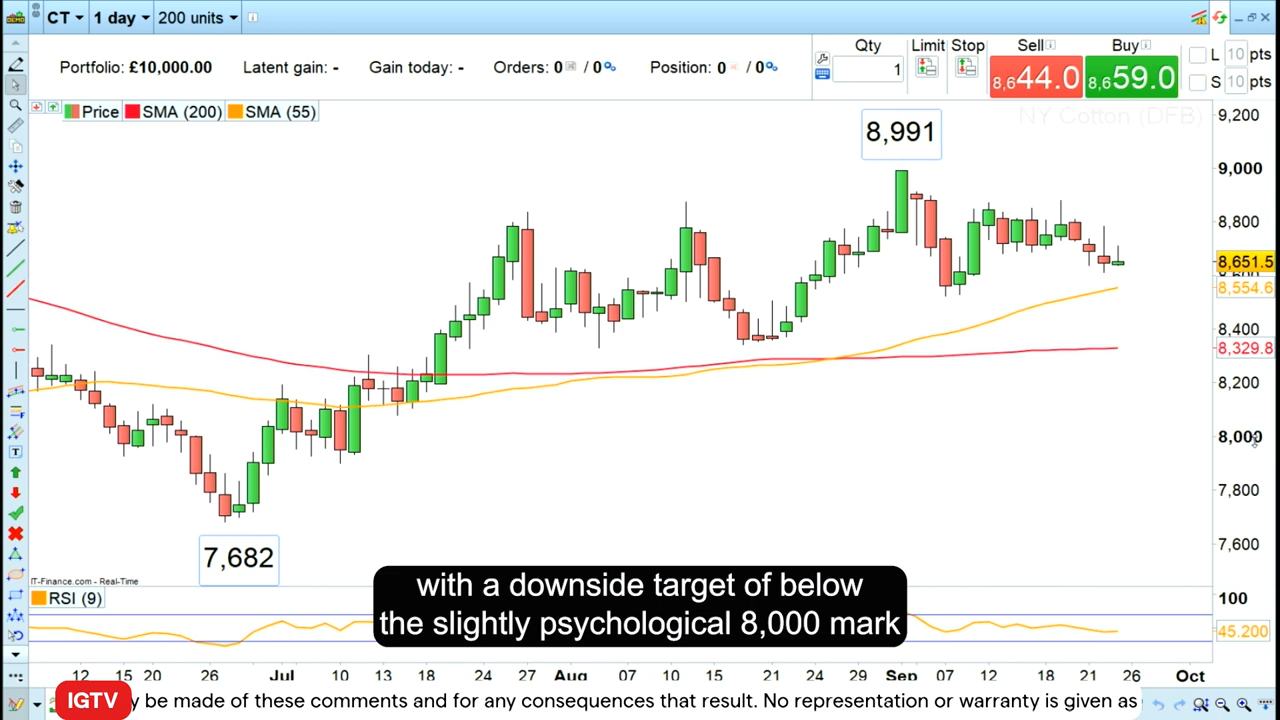 CT 1 day 200 units
Portfolio: £10,000.00 Latent gain: - Gain today: - Orders: 0 / 0 Position: 0 / 0
Qty Limit Stop Sell Buy
1 8,644.0 8,659.0
L 10 pts
S 10 pts
Price SMA (200) SMA (55)
NY Cotton (DFB)
8,991
9,200
9,000
8,800
8,651.5
8,554.6
8,400
8,329.8
8,200
8,000
7,800
7,600
7,682
IT-Finance.com - Real-Time
RSI (9)
100
45.200
with a downside target of below
the slightly psychological 8,000 mark
12 20 26 Jul 10 18 24 Aug 07 15 21 24 29 Sep 07 12 18 21 26 Oct
IGTV
y be made of these comments and for any consequences that result. No representation or warranty is given as